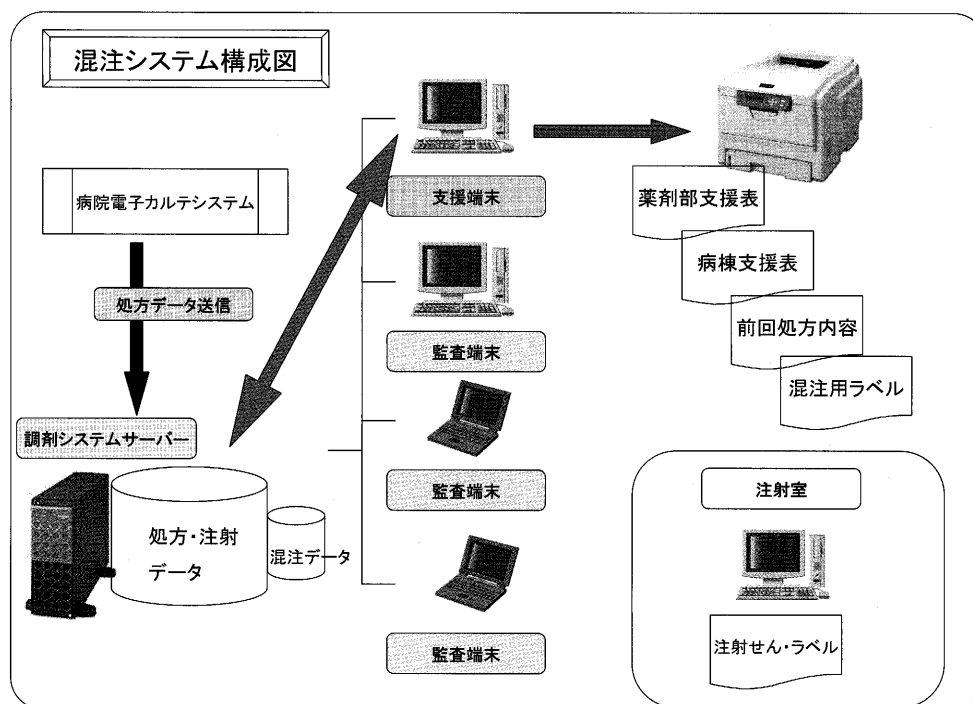 混注システム構成図
病院電子カルテシステム
処方データ送信
調剤システムサーバー
処方・注射
データ
混注データ
支援端末
監査端末
監査端末
監査端末
薬剤部支援表
病棟支援表
前回処方内容
混注用ラベル
注射室
注射せん・ラベル